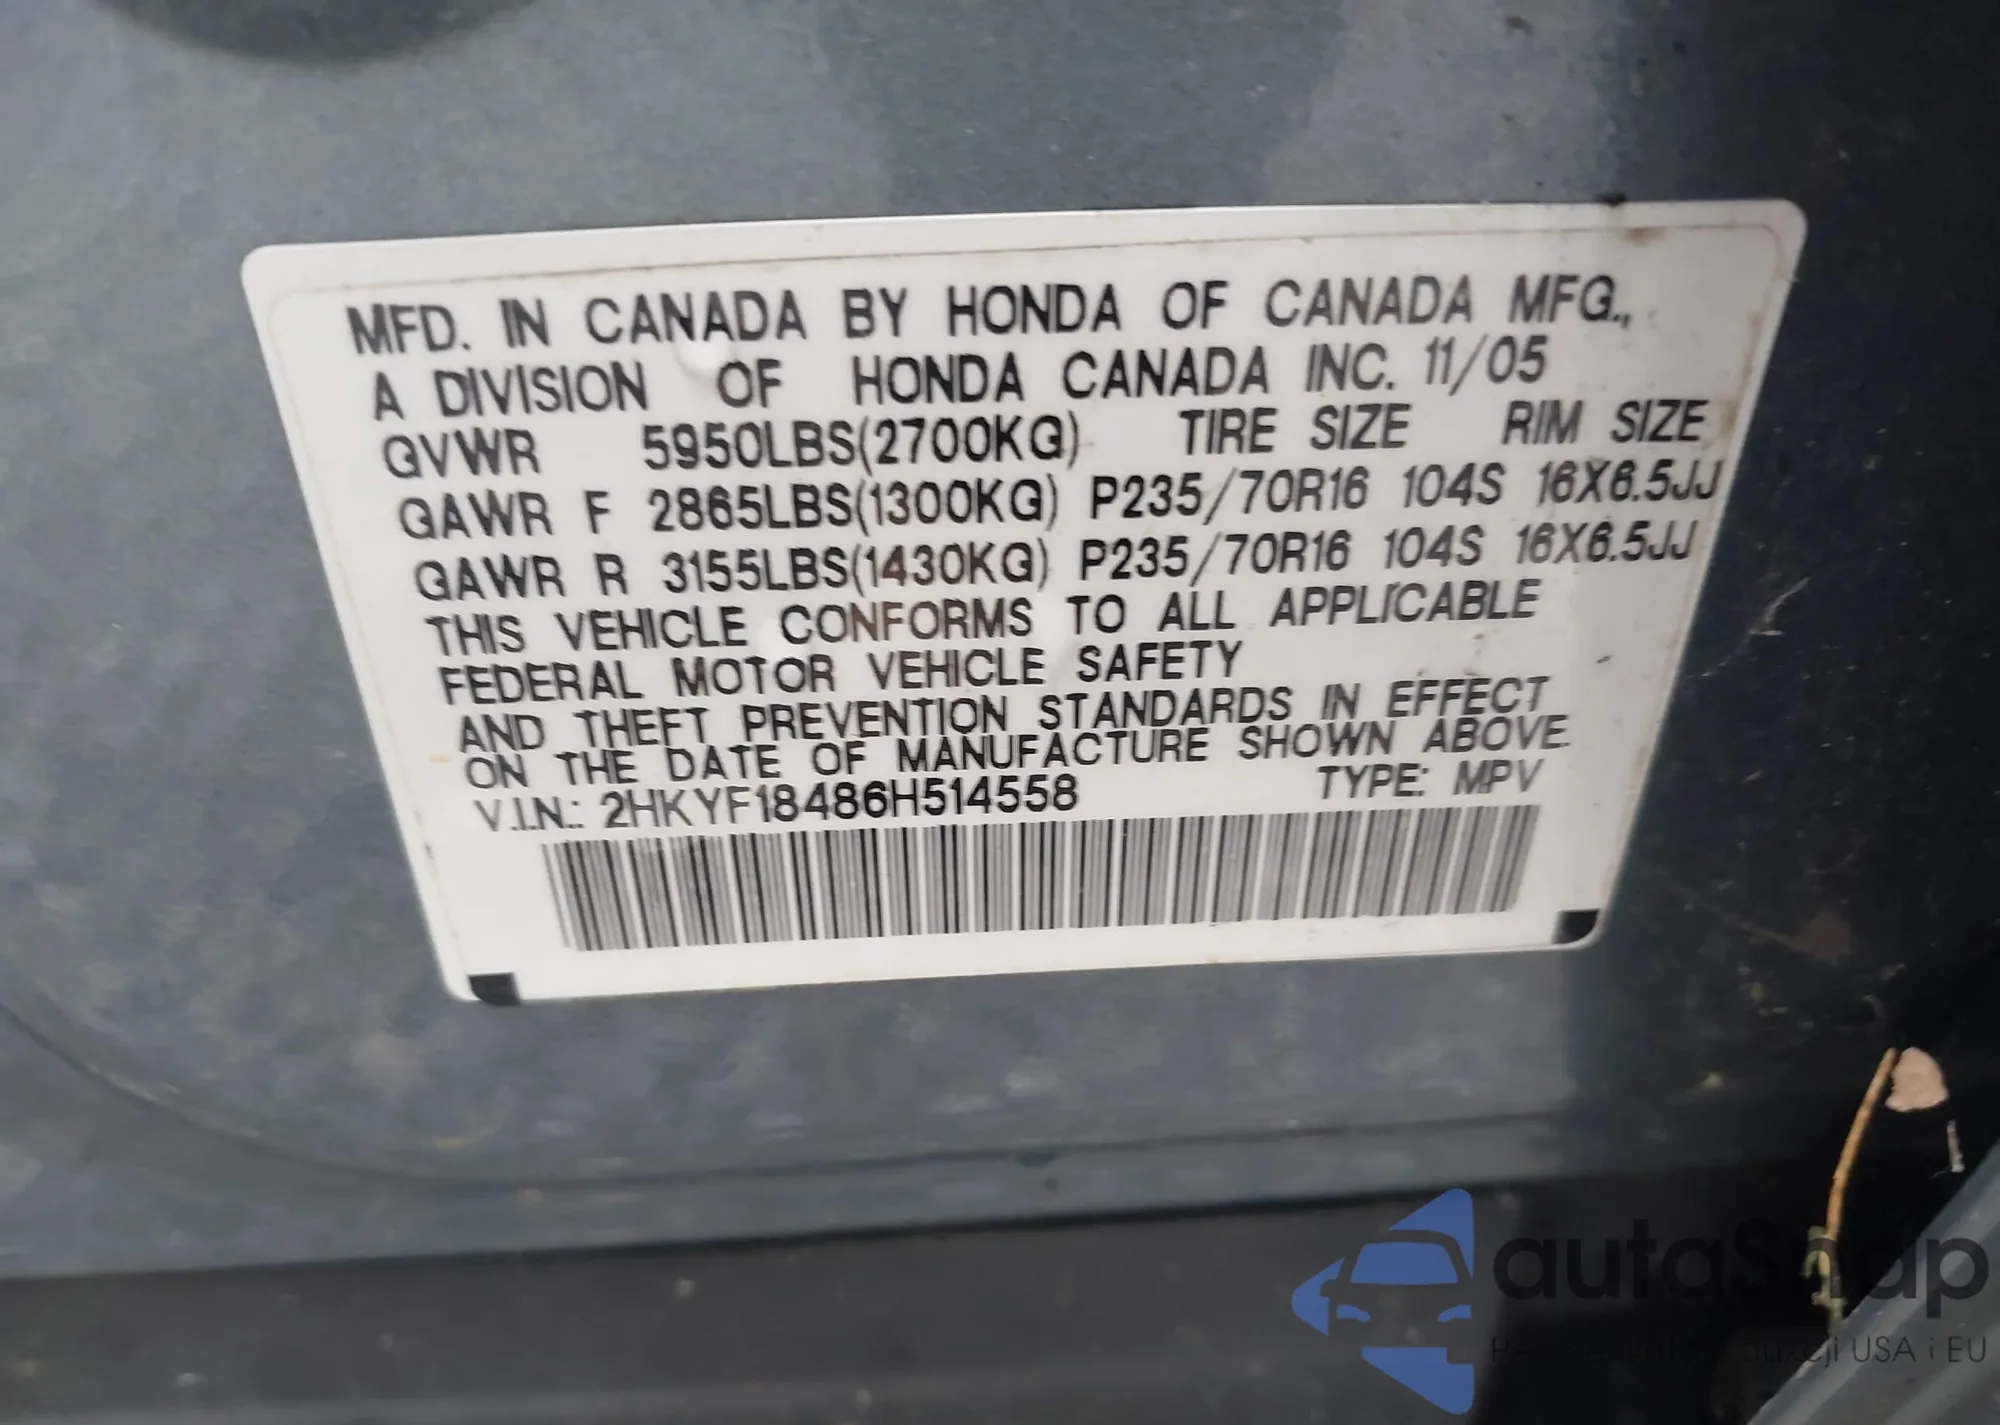 MFD. IN CANADA BY HONDA OF CANADA MFG.,
A DIVISION OF HONDA CANADA INC. 11/05
GVWR 5950LBS(2700KG) TIRE SIZE RIM SIZE
GAWR F 2865LBS(1300KG) P235/70R16 104S 16X6.5JJ
GAWR R 3155LBS(1430KG) P235/70R16 104S 16X6.5JJ
THIS VEHICLE CONFORMS TO ALL APPLICABLE
FEDERAL MOTOR VEHICLE SAFETY
AND THEFT PREVENTION STANDARDS IN EFFECT
ON THE DATE OF MANUFACTURE SHOWN ABOVE.
V.I.N.: 2HKYF18486H514558 TYPE: MPV
autaSnap
USA i EU